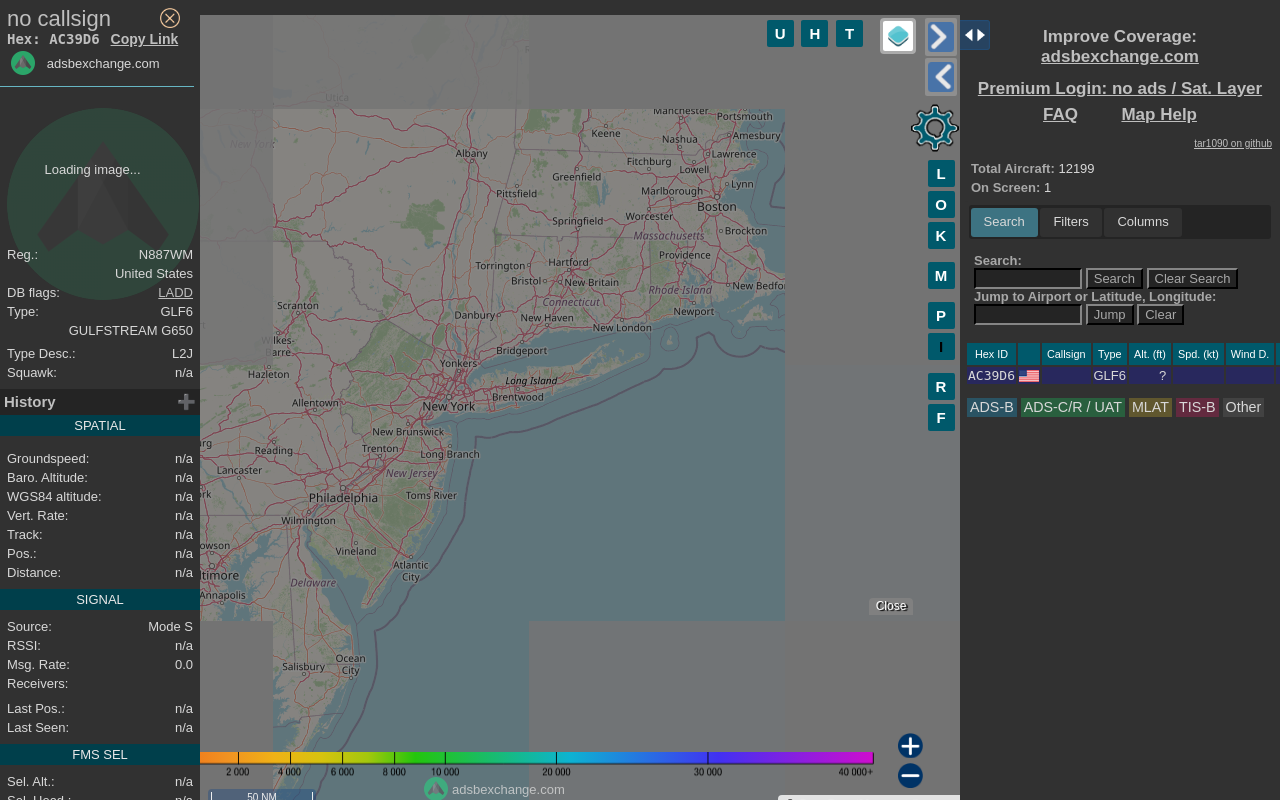 no callsign
Hex: AC39D6 Copy Link
adsbexchange.com
Loading image...
Reg.: N887WM
United States
DB flags: LADD
Type: GLF6
GULFSTREAM G650
Type Desc.: L2J
Squawk: n/a
History
SPATIAL
Groundspeed: n/a
Baro. Altitude: n/a
WGS84 altitude: n/a
Vert. Rate: n/a
Track: n/a
Pos.: n/a
Distance: n/a
SIGNAL
Source: Mode S
RSSI: n/a
Msg. Rate: 0.0
Receivers:
Last Pos.: n/a
Last Seen: n/a
FMS SEL
Sel. Alt.: n/a
Sel. Head.: n/a
U H T
L
O
K
M
P
I
R
F
Utica
New York
Manchester
Portsmouth
Keene
Nashua
Amesbury
Albany
Fitchburg
Lawrence
Greenfield
Lowell
Pittsfield
Marlborough
Lynn
Springfield
Worcester
Boston
Massachusetts
Brockton
Torrington
Hartford
Providence
Bristol
New Britain
Rhode Island
New Bedfor
Scranton
Connecticut
Danbury
New Haven
New London
Newport
Wilkes-
Barre
Bridgeport
Hazleton
Yonkers
Long Island
Allentown
New York
Brentwood
New Brunswick
Reading
Trenton
Long Branch
Lancaster
New Jersey
Philadelphia
Toms River
Wilmington
Vineland
Atlantic
City
Delaware
Annapolis
Salisbury
Ocean
City
Close
2 000 4 000 6 000 8 000 10 000 20 000 30 000 40 000+
adsbexchange.com
50 NM
Improve Coverage:
adsbexchange.com
Premium Login: no ads / Sat. Layer
FAQ Map Help
tar1090 on github
Total Aircraft: 12199
On Screen: 1
Search Filters Columns
Search:
Search Clear Search
Jump to Airport or Latitude, Longitude:
Jump Clear
Hex ID Callsign Type Alt. (ft) Spd. (kt) Wind D.
AC39D6 GLF6 ?
ADS-B ADS-C/R / UAT MLAT TIS-B Other